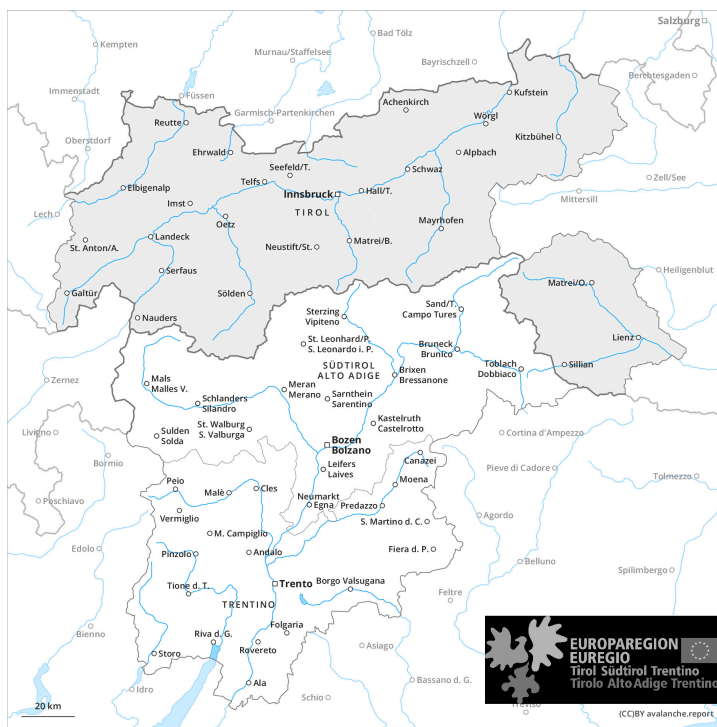 Salzburg
Kempten
Bad Tölz
Murnau/Staffelsee
Bayrischzell
Berchtesgaden
Immenstadt
Füssen
Kufstein
Garmisch-Partenkirchen
Achenkirch
Reutte
Wörgl
Oberstdorf
Kitzbühel
Ehrwald
Alpbach
Seefeld/T.
Schwaz
Telfs
Zell/See
Elbigenalp
Innsbruck
Hall/T.
Mittersill
Imst
TIROL
Lech
Oetz
Mayrhofen
Landeck
Matrei/B.
St. Anton/A.
Neustift/St.
Serfaus
Heiligenblut
Matrei/O.
Galtür
Sölden
Sand/T.
Campo Tures
Nauders
Sterzing
Vipiteno
Lienz
St. Leonhard/P.
S. Leonardo i. P.
Bruneck
Brunico
SÜDTIROL
ALTO ADIGE
Toblach
Dobbiaco
Sillian
Brixen
Bressanone
Zernez
Mals
Malles V.
Meran
Merano
Schlanders
Silandro
Sarnthein
Sarentino
Kastelruth
Castelrotto
St. Walburg
S. Valburga
Sulden
Solda
Livigno
Cortina d'Ampezzo
Bozen
Bolzano
Bormio
Canazei
Leifers
Laives
Pieve di Cadore
Tolmezzo
Peio
Malè
Cles
Moena
Neumarkt
Egna
Predazzo
Poschiavo
Vermiglio
S. Martino d. C.
Agordo
M. Campiglio
Edolo
Pinzolo
Andalo
Fiera d. P.
Belluno
Spilimbergo
Tione d. T.
Trento
Borgo Valsugana
Feltre
TRENTINO
Folgaria
Bienno
Riva d. G.
Rovereto
Storo
Asiago
Ala
Idro
Bassano d. G.
Schio
Treviso
EUROPAREGION
EUREGIO
Tirol Südtirol Trentino
Tirolo AltoAdige Trentino
20 km
(CC)BY avalanche.report